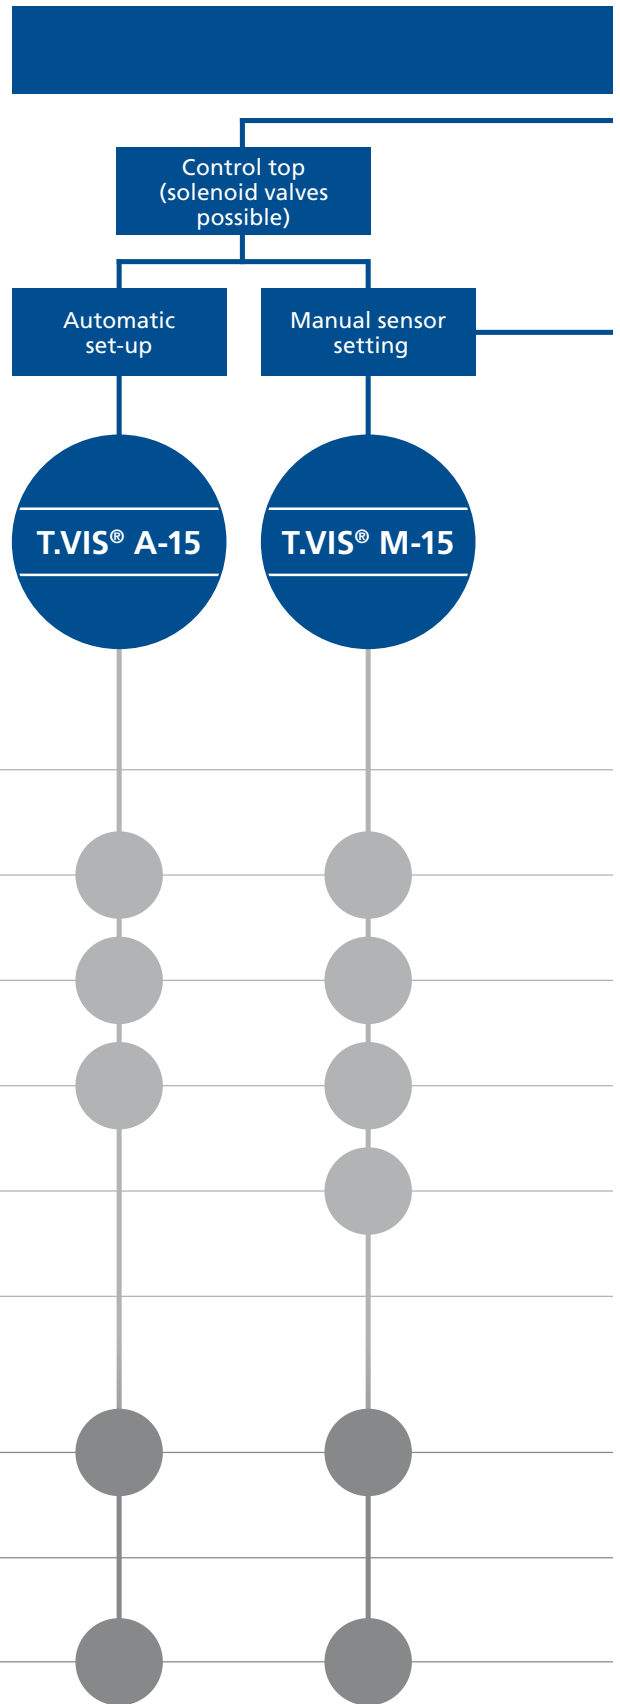 Control top
(solenoid valves
possible)
Automatic
set-up
Manual sensor
setting
T.VIS® A-15
T.VIS® M-15